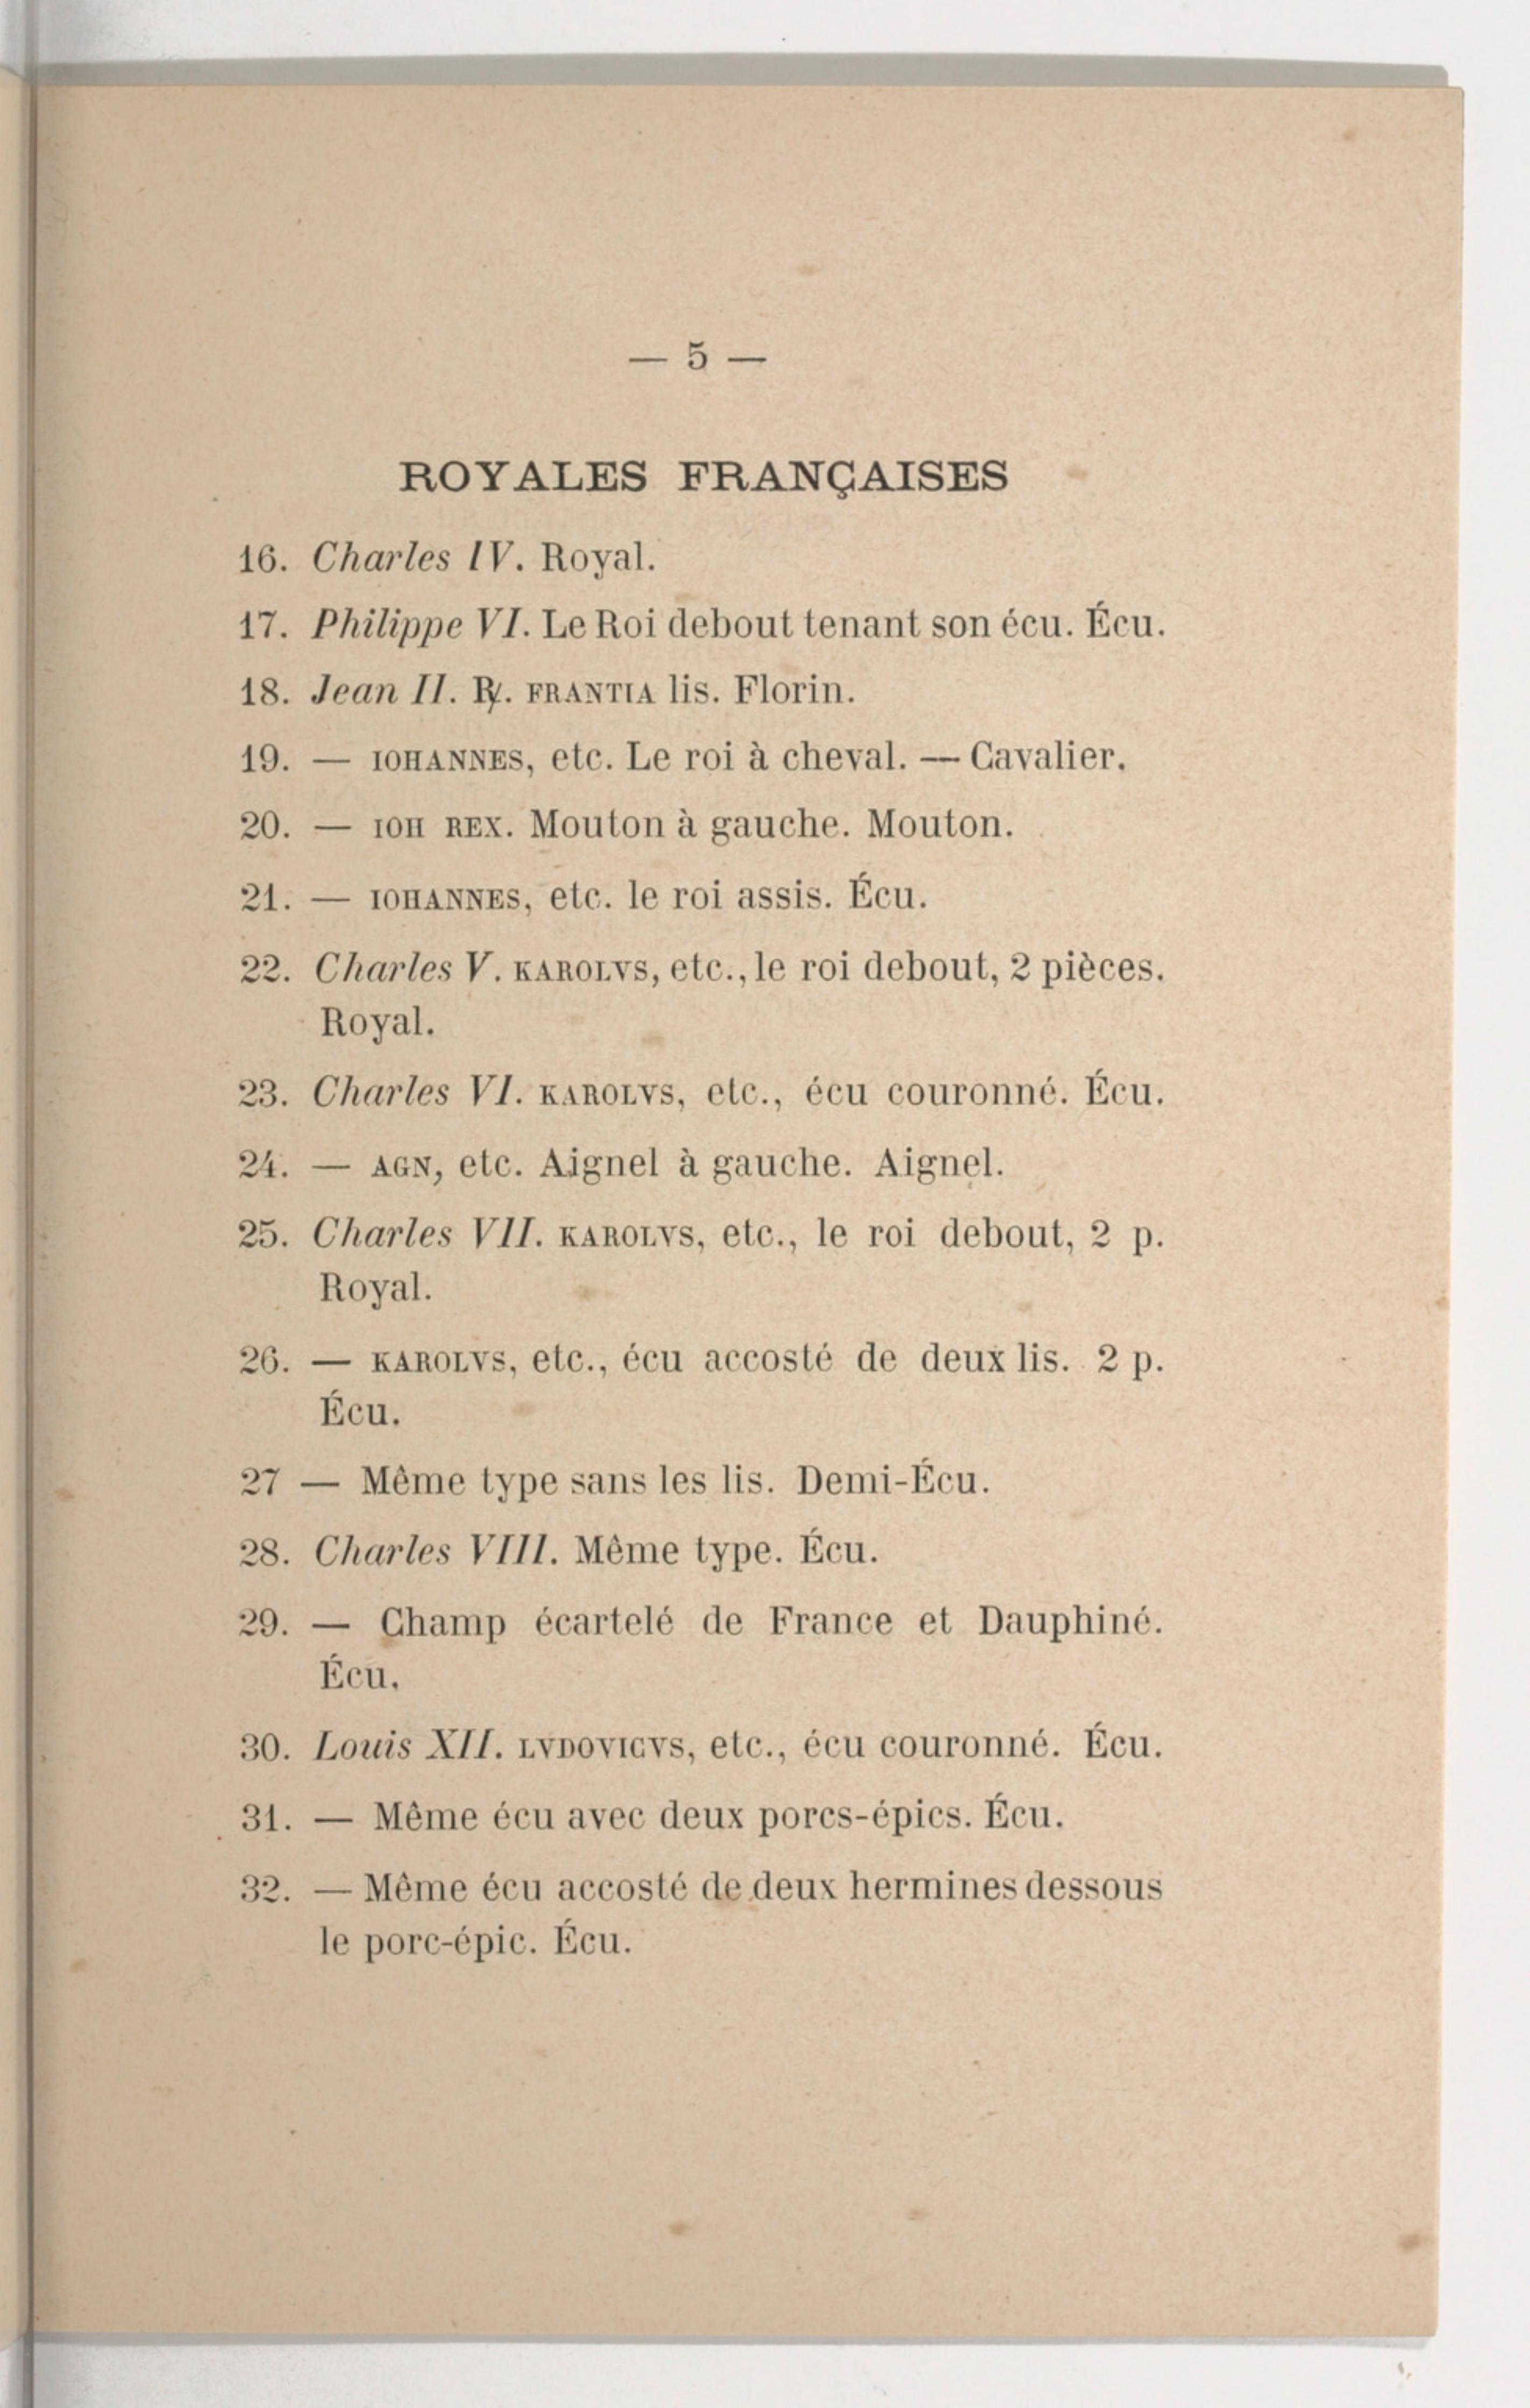 — 5 —
ROYALES FRANÇAISES
16. Charles IV. Royal.
17. Philippe VI. Le Roi debout tenant son écu. Écu.
18. Jean II. ꝶ. FRANTIA lis. Florin.
19. — IOHANNES, etc. Le roi à cheval. — Cavalier.
20. — IOH REX. Mouton à gauche. Mouton.
21. — IOHANNES, etc. le roi assis. Écu.
22. Charles V. KAROLVS, etc., le roi debout, 2 pièces.
Royal.
23. Charles VI. KAROLVS, etc., écu couronné. Écu.
24. — AGN, etc. Aignel à gauche. Aignel.
25. Charles VII. KAROLVS, etc., le roi debout, 2 p.
Royal.
26. — KAROLVS, etc., écu accosté de deux lis. 2 p.
Écu.
27 — Même type sans les lis. Demi-Écu.
28. Charles VIII. Même type. Écu.
29. — Champ écartelé de France et Dauphiné.
Écu.
30. Louis XII. LVDOVICVS, etc., écu couronné. Écu.
31. — Même écu avec deux porcs-épics. Écu.
32. — Même écu accosté de deux hermines dessous
le porc-épic. Écu.